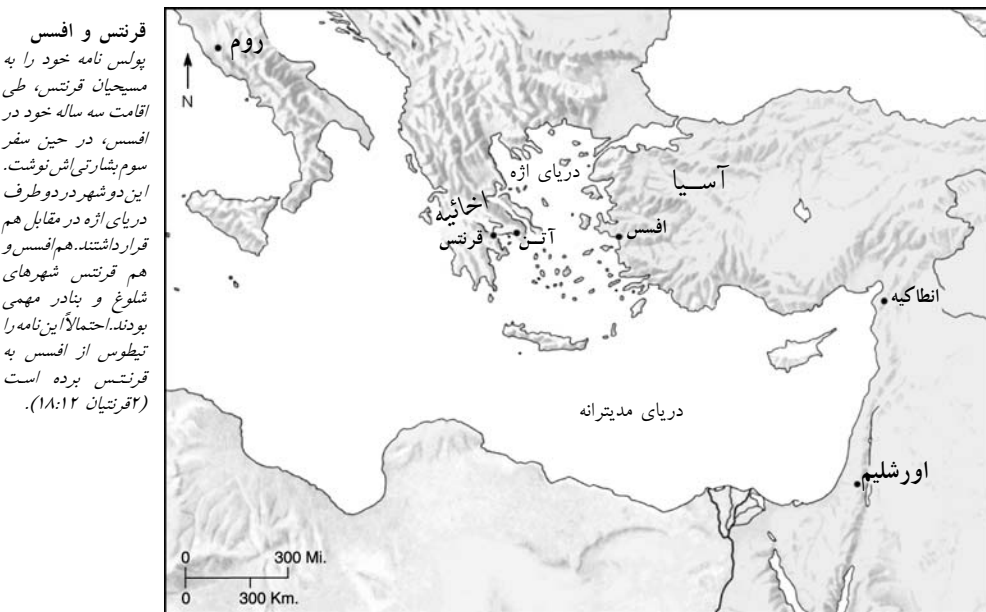 قرنتس و افسس
پولس نامه خود را به
مسیحیان قرنتس، طی
اقامت سه ساله خود در
افسس، در حین سفر
سوم بشارتی‌اش نوشت.
این دو شهر در دو طرف
دریای اژه در مقابل هم
قرار داشتند. هم افسس و
هم قرنتس شهرهای
شلوغ و بنادر مهمی
بودند. احتمالاً این نامه را
تیطوس از افسس به
قرنتس برده است
(۲قرنتیان ۱۸:۱۲).
روم
N
دریای اژه
آسیا
اخائیه
قرنتس
آتن
افسس
انطاکیه
دریای مدیترانه
اورشلیم
0 300 Mi.
0 300 Km.